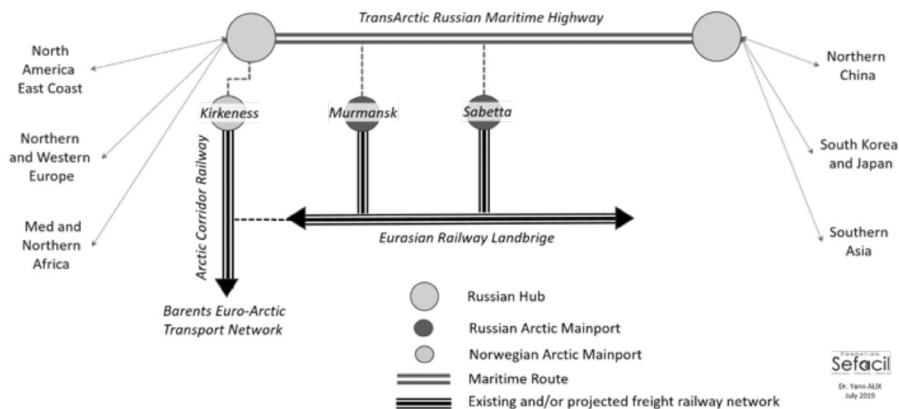 TransArctic Russian Maritime Highway
North
America
East Coast
Northern
and Western
Europe
Med and
Northern
Africa
Northern
China
South Korea
and Japan
Southern
Asia
Kirkeness
Murmansk
Sabetta
Arctic Corridor Railway
Eurasian Railway Landbrige
Barents Euro-Arctic
Transport Network
Russian Hub
Russian Arctic Mainport
Norwegian Arctic Mainport
Maritime Route
Existing and/or projected freight railway network
FONDATION
Sefacil
Dr. Yann ALIX
July 2019